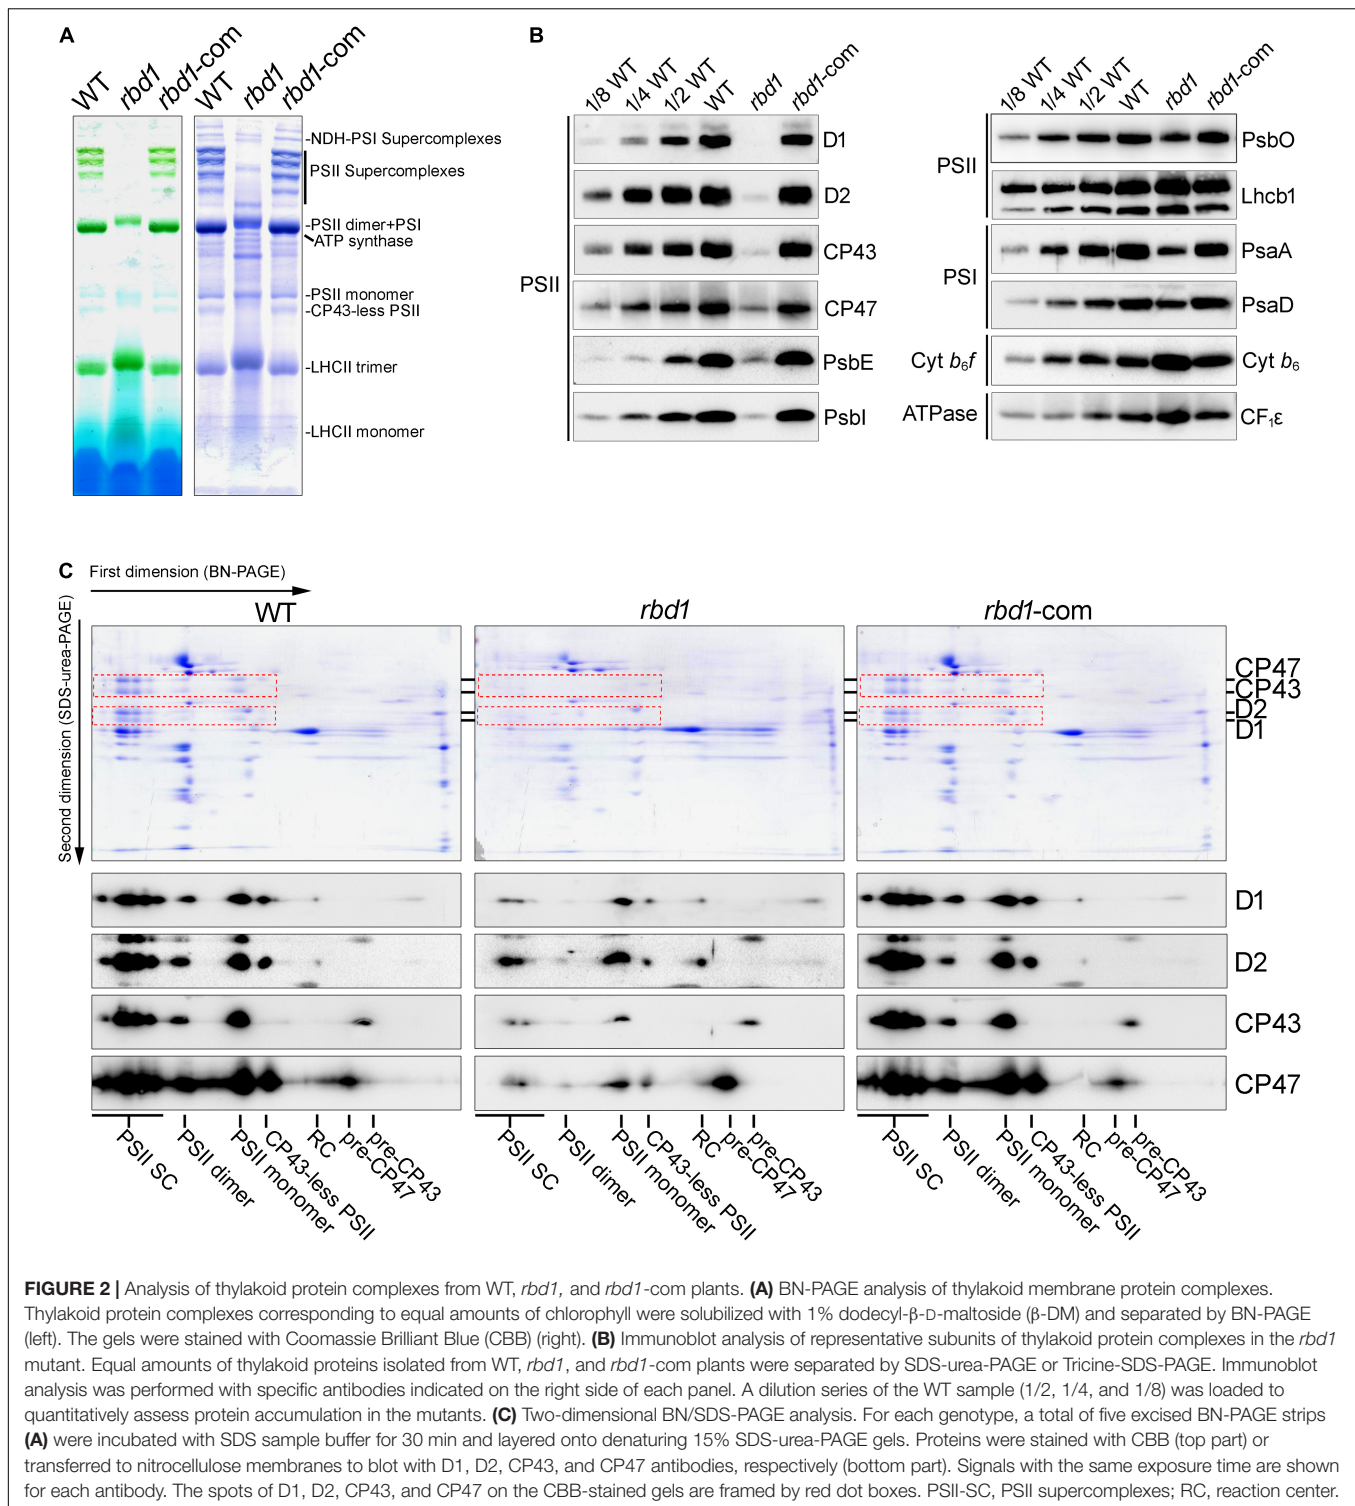 A
WT
rbd1
rbd1-com
WT
rbd1
rbd1-com
-NDH-PSI Supercomplexes
PSII Supercomplexes
-PSII dimer+PSI
ATP synthase
-PSII monomer
-CP43-less PSII
-LHCII trimer
-LHCII monomer
B
1/8 WT
1/4 WT
1/2 WT
WT
rbd1
rbd1-com
PSII
D1
D2
CP43
CP47
PsbE
PsbI
1/8 WT
1/4 WT
1/2 WT
WT
rbd1
rbd1-com
PSII
PsbO
Lhcb1
PSI
PsaA
PsaD
Cyt b₆f
Cyt b₆
ATPase
CF₁ε
C
First dimension (BN-PAGE)
Second dimension (SDS-urea-PAGE)
WT
rbd1
rbd1-com
CP47
CP43
D2
D1
D1
D2
CP43
CP47
PSII SC
PSII dimer
PSII monomer
CP43-less PSII
RC
pre-CP47
pre-CP43
PSII SC
PSII dimer
PSII monomer
CP43-less PSII
RC
pre-CP47
pre-CP43
PSII SC
PSII dimer
PSII monomer
CP43-less PSII
RC
pre-CP47
pre-CP43
FIGURE 2 | Analysis of thylakoid protein complexes from WT, rbd1, and rbd1-com plants. (A) BN-PAGE analysis of thylakoid membrane protein complexes.
Thylakoid protein complexes corresponding to equal amounts of chlorophyll were solubilized with 1% dodecyl-β-D-maltoside (β-DM) and separated by BN-PAGE
(left). The gels were stained with Coomassie Brilliant Blue (CBB) (right). (B) Immunoblot analysis of representative subunits of thylakoid protein complexes in the rbd1
mutant. Equal amounts of thylakoid proteins isolated from WT, rbd1, and rbd1-com plants were separated by SDS-urea-PAGE or Tricine-SDS-PAGE. Immunoblot
analysis was performed with specific antibodies indicated on the right side of each panel. A dilution series of the WT sample (1/2, 1/4, and 1/8) was loaded to
quantitatively assess protein accumulation in the mutants. (C) Two-dimensional BN/SDS-PAGE analysis. For each genotype, a total of five excised BN-PAGE strips
(A) were incubated with SDS sample buffer for 30 min and layered onto denaturing 15% SDS-urea-PAGE gels. Proteins were stained with CBB (top part) or
transferred to nitrocellulose membranes to blot with D1, D2, CP43, and CP47 antibodies, respectively (bottom part). Signals with the same exposure time are shown
for each antibody. The spots of D1, D2, CP43, and CP47 on the CBB-stained gels are framed by red dot boxes. PSII-SC, PSII supercomplexes; RC, reaction center.